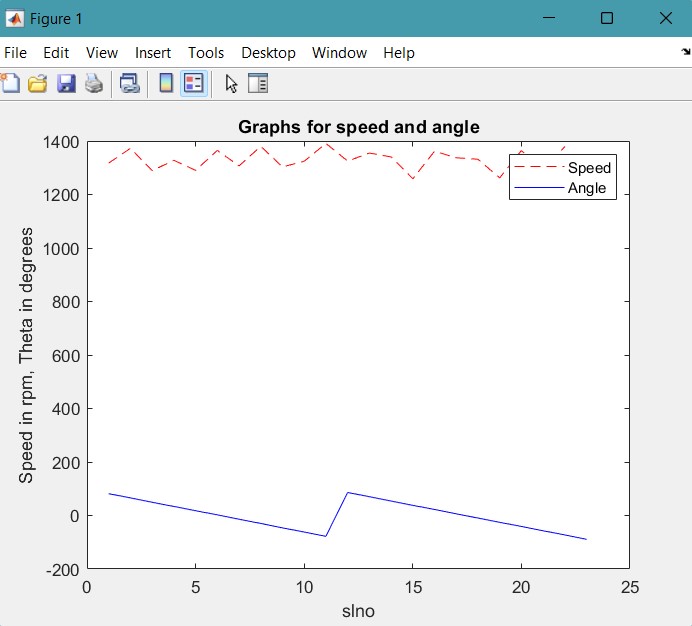 Figure 1
File Edit View Insert Tools Desktop Window Help
Graphs for speed and angle
Speed in rpm, Theta in degrees
1400
1200
1000
800
600
400
200
0
-200
Speed
Angle
0 5 10 15 20 25
slno